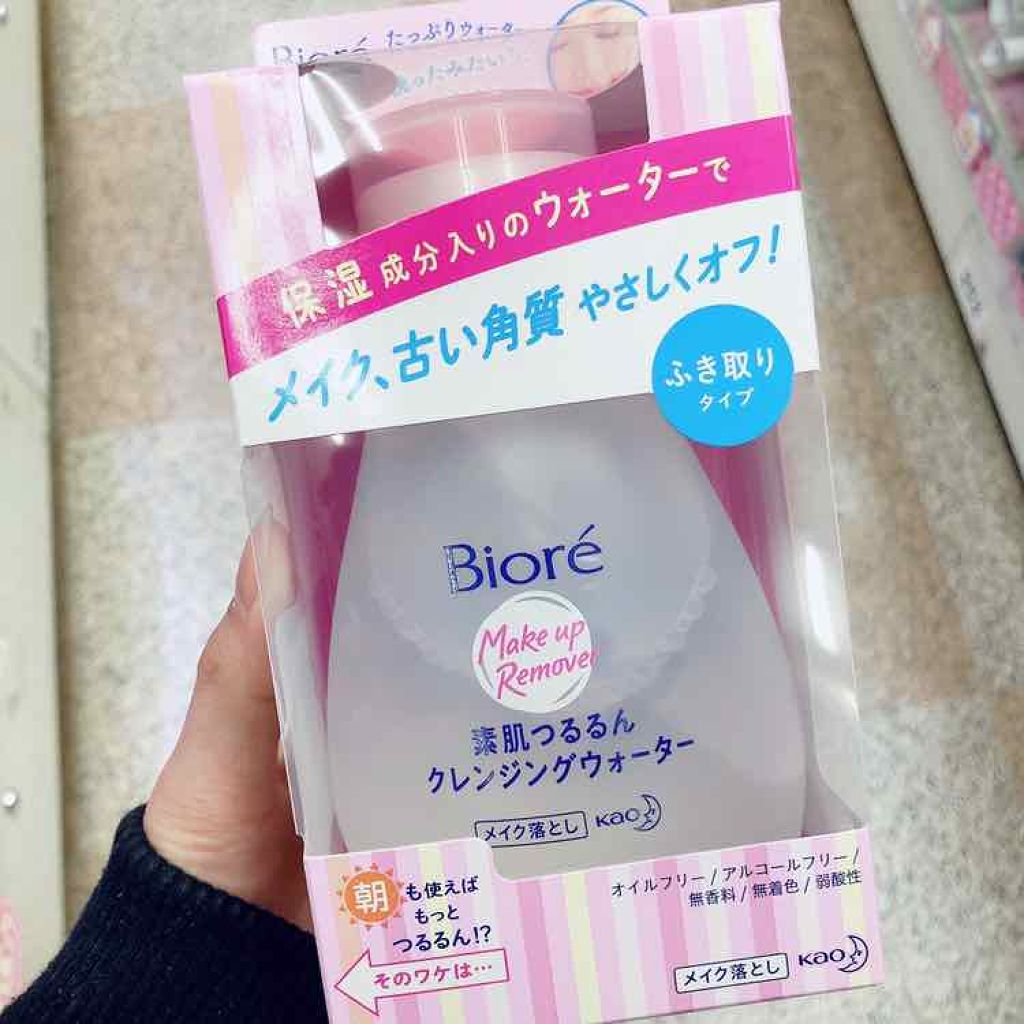 Bioré たっぷりウォーター
保湿成分入りのウォーターで
メイク、古い角質やさしくオフ!
ふき取り
タイプ
Bioré
Make up
Remover
素肌つるるん
クレンジングウォーター
メイク落とし Kao
朝も使えば
もっと
つるるん!?
そのワケは…
オイルフリー / アルコールフリー /
無香料 / 無着色 / 弱酸性
メイク落とし Kao